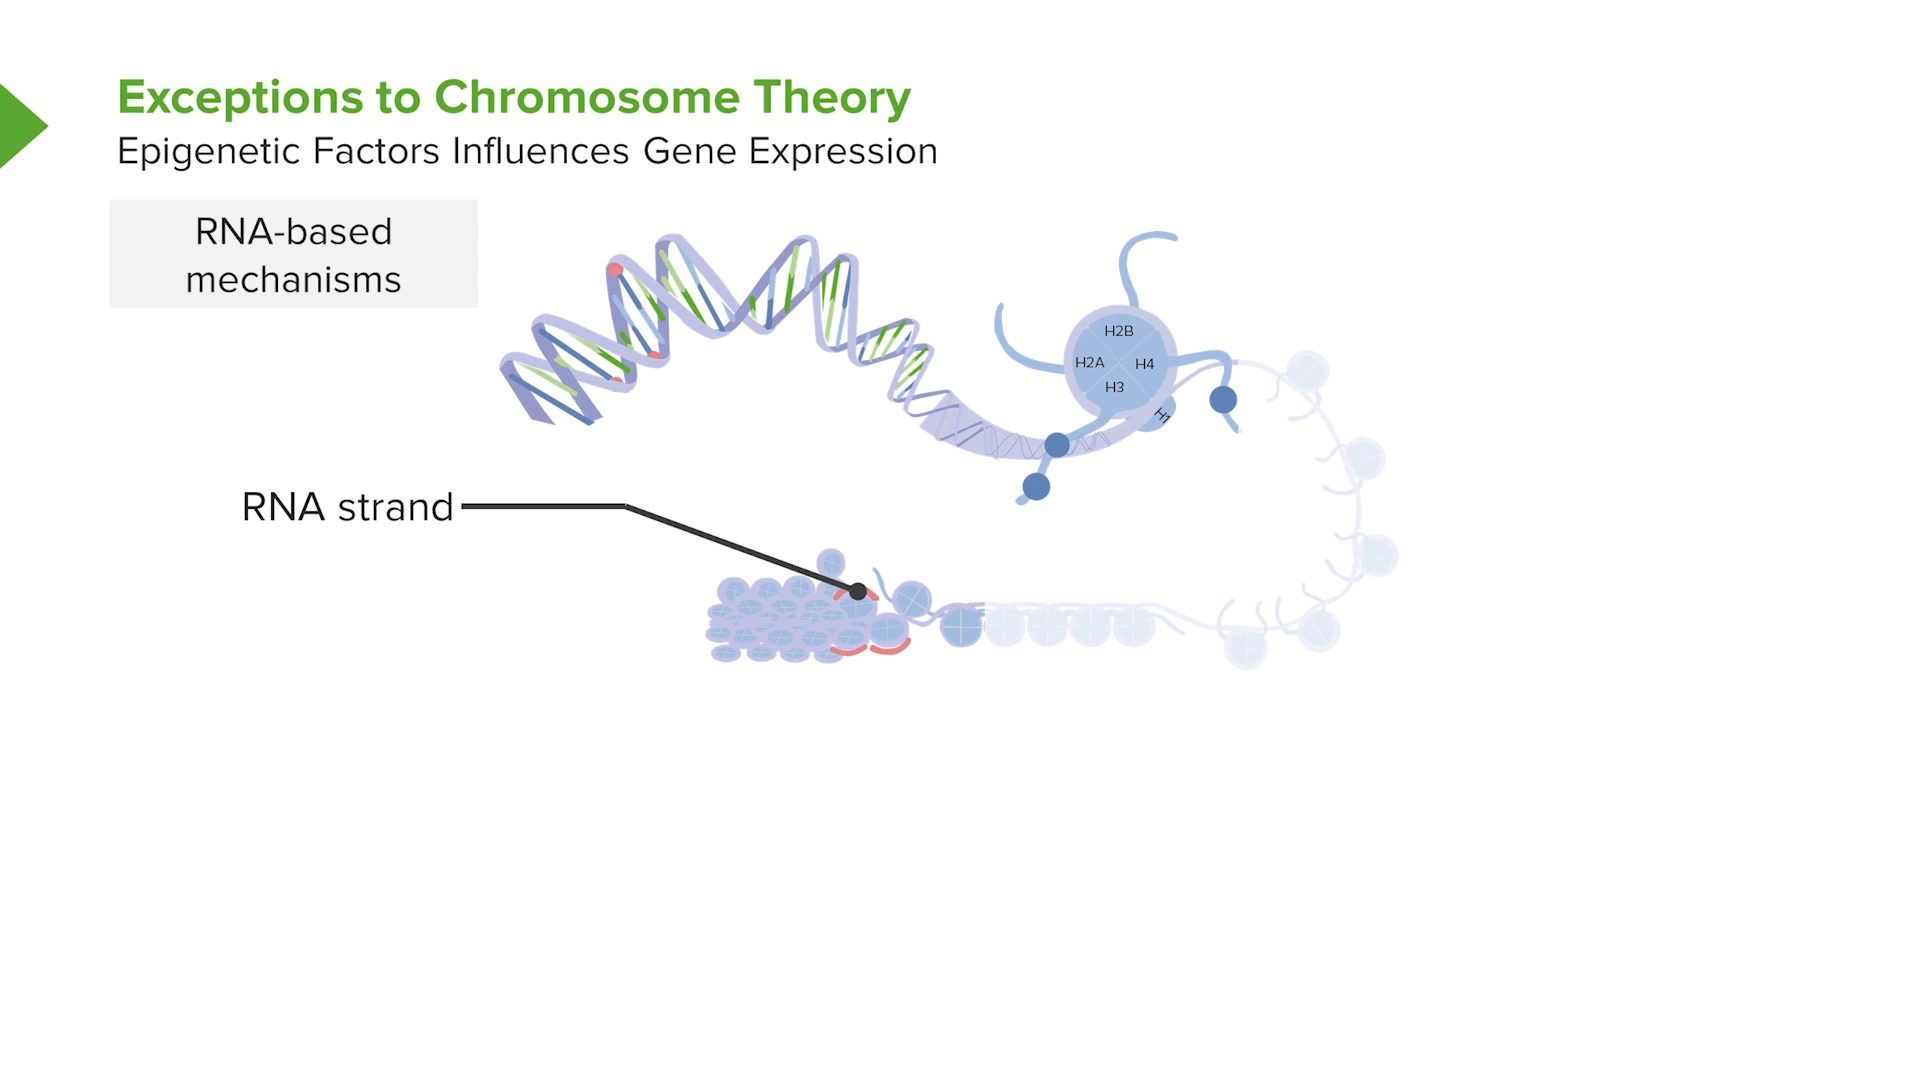 Exceptions to Chromosome Theory
Epigenetic Factors Influences Gene Expression
RNA-based
mechanisms
H2B
H2A
H4
H3
H1
RNA strand